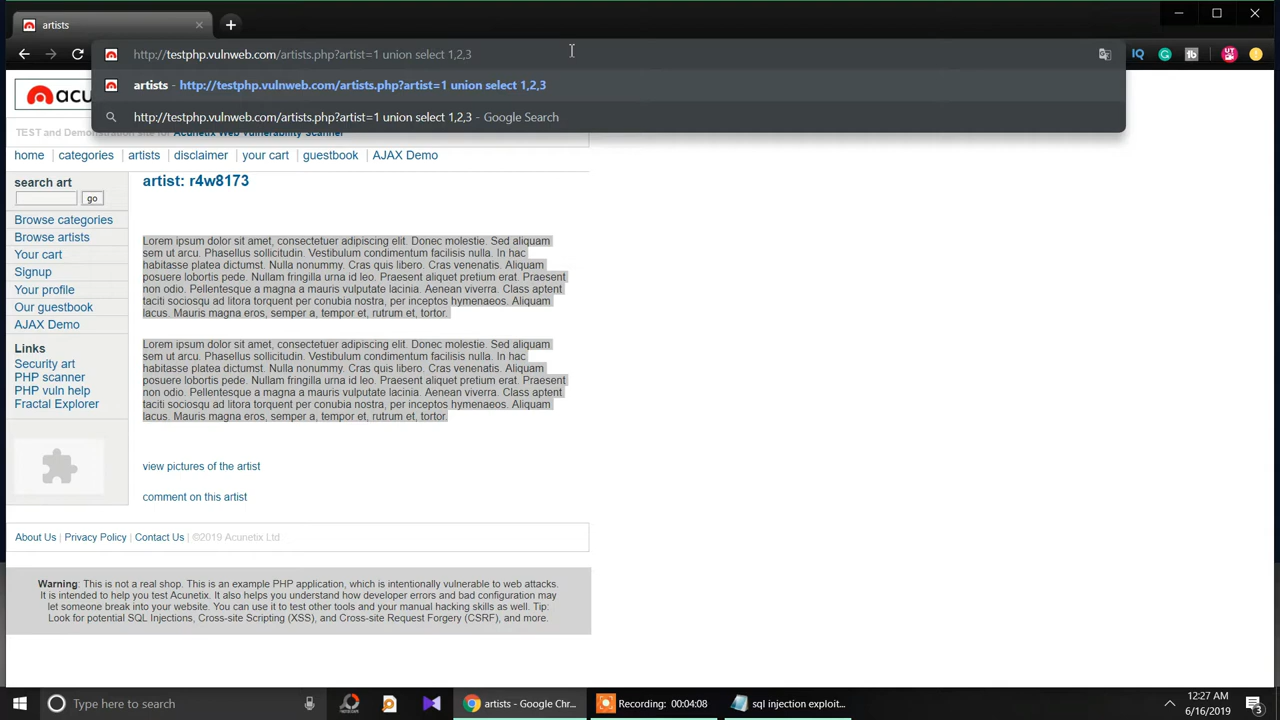 artists
http://testphp.vulnweb.com/artists.php?artist=1 union select 1,2,3
IQ
artists - http://testphp.vulnweb.com/artists.php?artist=1 union select 1,2,3
http://testphp.vulnweb.com/artists.php?artist=1 union select 1,2,3 - Google Search
acu
TEST and Demonstration site for Acunetix Web Vulnerability Scanner
home | categories | artists | disclaimer | your cart | guestbook | AJAX Demo
search art
go
Browse categories
Browse artists
Your cart
Signup
Your profile
Our guestbook
AJAX Demo
Links
Security art
PHP scanner
PHP vuln help
Fractal Explorer
artist: r4w8173
Lorem ipsum dolor sit amet, consectetuer adipiscing elit. Donec molestie. Sed aliquam
sem ut arcu. Phasellus sollicitudin. Vestibulum condimentum facilisis nulla. In hac
habitasse platea dictumst. Nulla nonummy. Cras quis libero. Cras venenatis. Aliquam
posuere lobortis pede. Nullam fringilla urna id leo. Praesent aliquet pretium erat. Praesent
non odio. Pellentesque a magna a mauris vulputate lacinia. Aenean viverra. Class aptent
taciti sociosqu ad litora torquent per conubia nostra, per inceptos hymenaeos. Aliquam
lacus. Mauris magna eros, semper a, tempor et, rutrum et, tortor.
Lorem ipsum dolor sit amet, consectetuer adipiscing elit. Donec molestie. Sed aliquam
sem ut arcu. Phasellus sollicitudin. Vestibulum condimentum facilisis nulla. In hac
habitasse platea dictumst. Nulla nonummy. Cras quis libero. Cras venenatis. Aliquam
posuere lobortis pede. Nullam fringilla urna id leo. Praesent aliquet pretium erat. Praesent
non odio. Pellentesque a magna a mauris vulputate lacinia. Aenean viverra. Class aptent
taciti sociosqu ad litora torquent per conubia nostra, per inceptos hymenaeos. Aliquam
lacus. Mauris magna eros, semper a, tempor et, rutrum et, tortor.
view pictures of the artist
comment on this artist
About Us | Privacy Policy | Contact Us | ©2019 Acunetix Ltd
Warning: This is not a real shop. This is an example PHP application, which is intentionally vulnerable to web attacks.
It is intended to help you test Acunetix. It also helps you understand how developer errors and bad configuration may
let someone break into your website. You can use it to test other tools and your manual hacking skills as well. Tip:
Look for potential SQL Injections, Cross-site Scripting (XSS), and Cross-site Request Forgery (CSRF), and more.
Type here to search
artists - Google Chr...
Recording: 00:04:08
sql injection exploit...
12:27 AM
6/16/2019
3